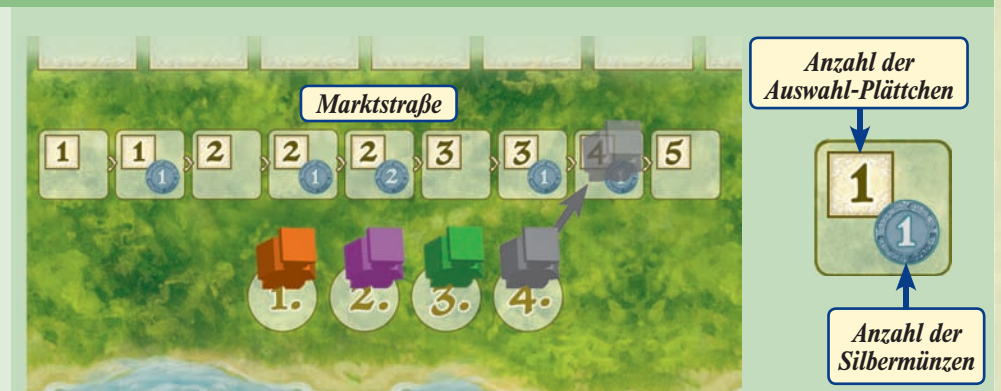 Marktstraße
1 1 1 2 2 1 2 2 3 3 1 4 1 5
1. 2. 3. 4.
Anzahl der
Auswahl-Plättchen
1
1
Anzahl der
Silbermünzen